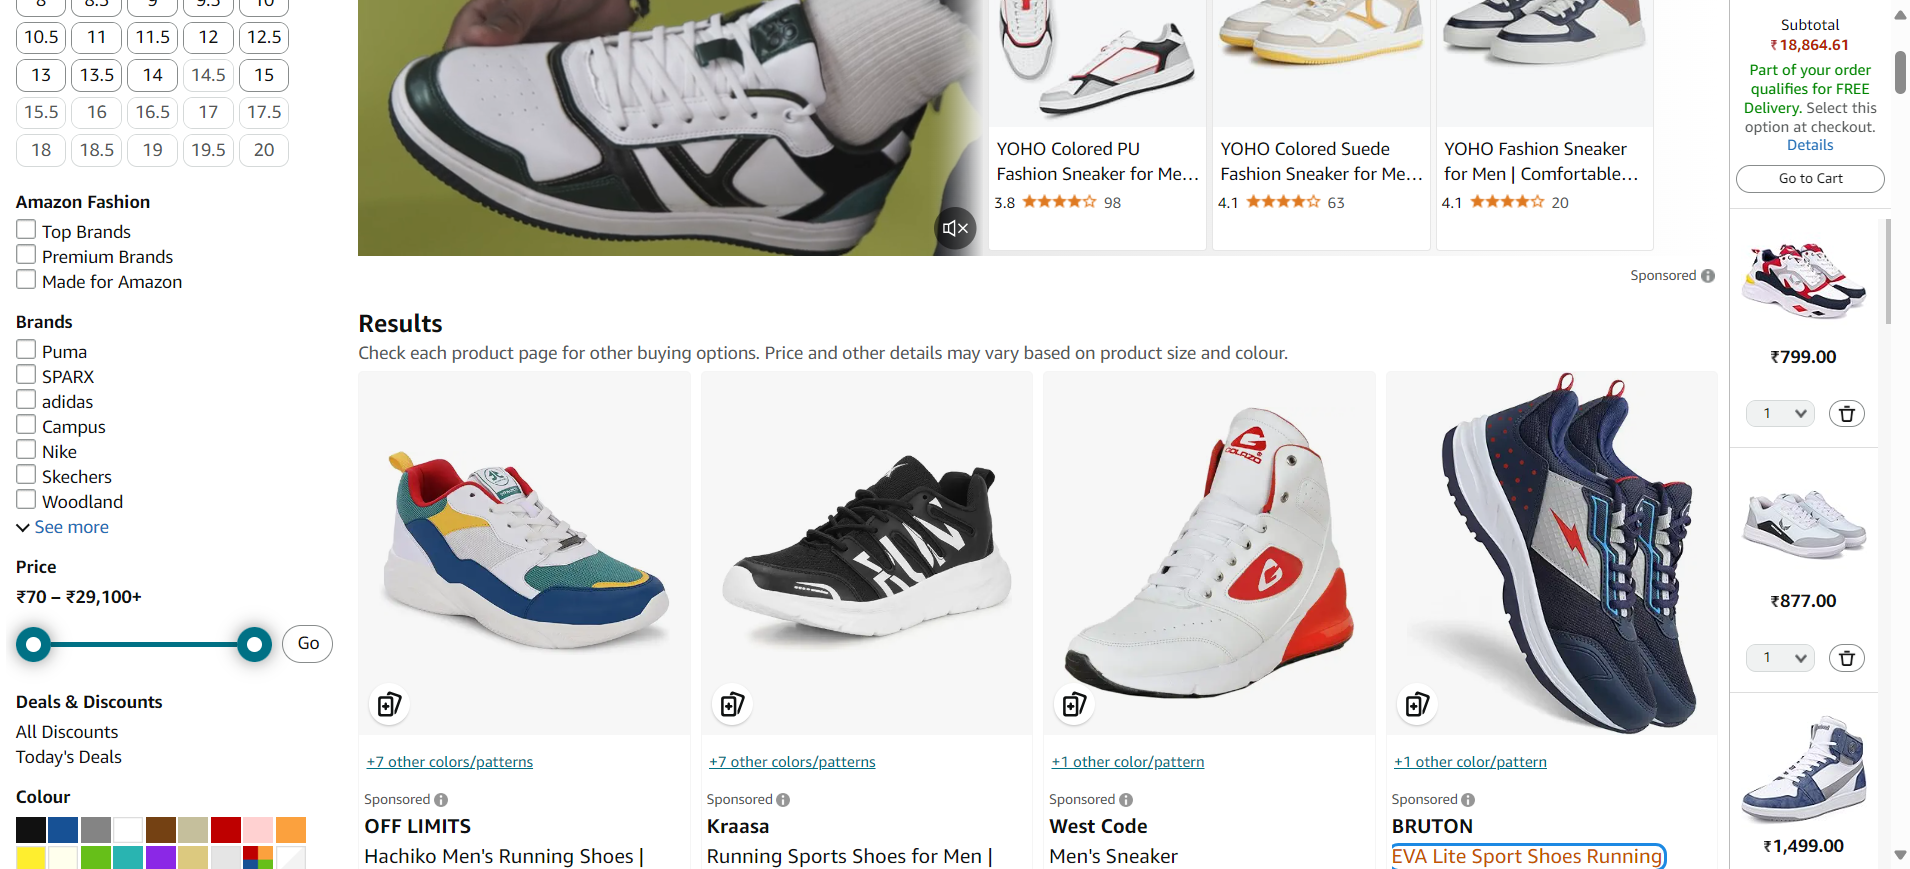 8 8.5 9 9.5 10
10.5 11 11.5 12 12.5
13 13.5 14 14.5 15
15.5 16 16.5 17 17.5
18 18.5 19 19.5 20
Amazon Fashion
Top Brands
Premium Brands
Made for Amazon
Brands
Puma
SPARX
adidas
Campus
Nike
Skechers
Woodland
See more
Price
₹70 – ₹29,100+
Go
Deals & Discounts
All Discounts
Today's Deals
Colour
YOHO Colored PU
Fashion Sneaker for Me...
3.8 98
YOHO Colored Suede
Fashion Sneaker for Me...
4.1 63
YOHO Fashion Sneaker
for Men | Comfortable...
4.1 20
Sponsored
Results
Check each product page for other buying options. Price and other details may vary based on product size and colour.
+7 other colors/patterns
Sponsored
OFF LIMITS
Hachiko Men's Running Shoes |
+7 other colors/patterns
Sponsored
Kraasa
Running Sports Shoes for Men |
GOLAZO
+1 other color/pattern
Sponsored
West Code
Men's Sneaker
+1 other color/pattern
Sponsored
BRUTON
EVA Lite Sport Shoes Running
Subtotal
₹18,864.61
Part of your order
qualifies for FREE
Delivery. Select this
option at checkout.
Details
Go to Cart
₹799.00
1
₹877.00
1
₹1,499.00